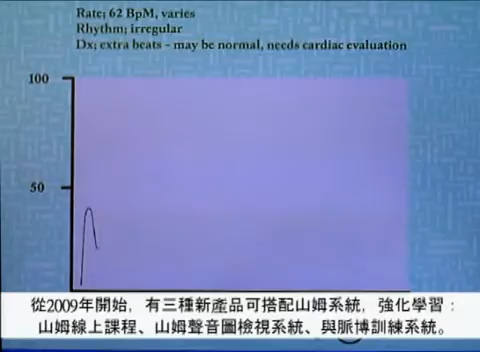 Rate; 62 BpM, varies
Rhythm; irregular
Dx; extra beats - may be normal, needs cardiac evaluation
100
50
從2009年開始，有三種新產品可搭配山姆系統，強化學習：
山姆線上課程、山姆聲音圖檢視系統、與脈博訓練系統。